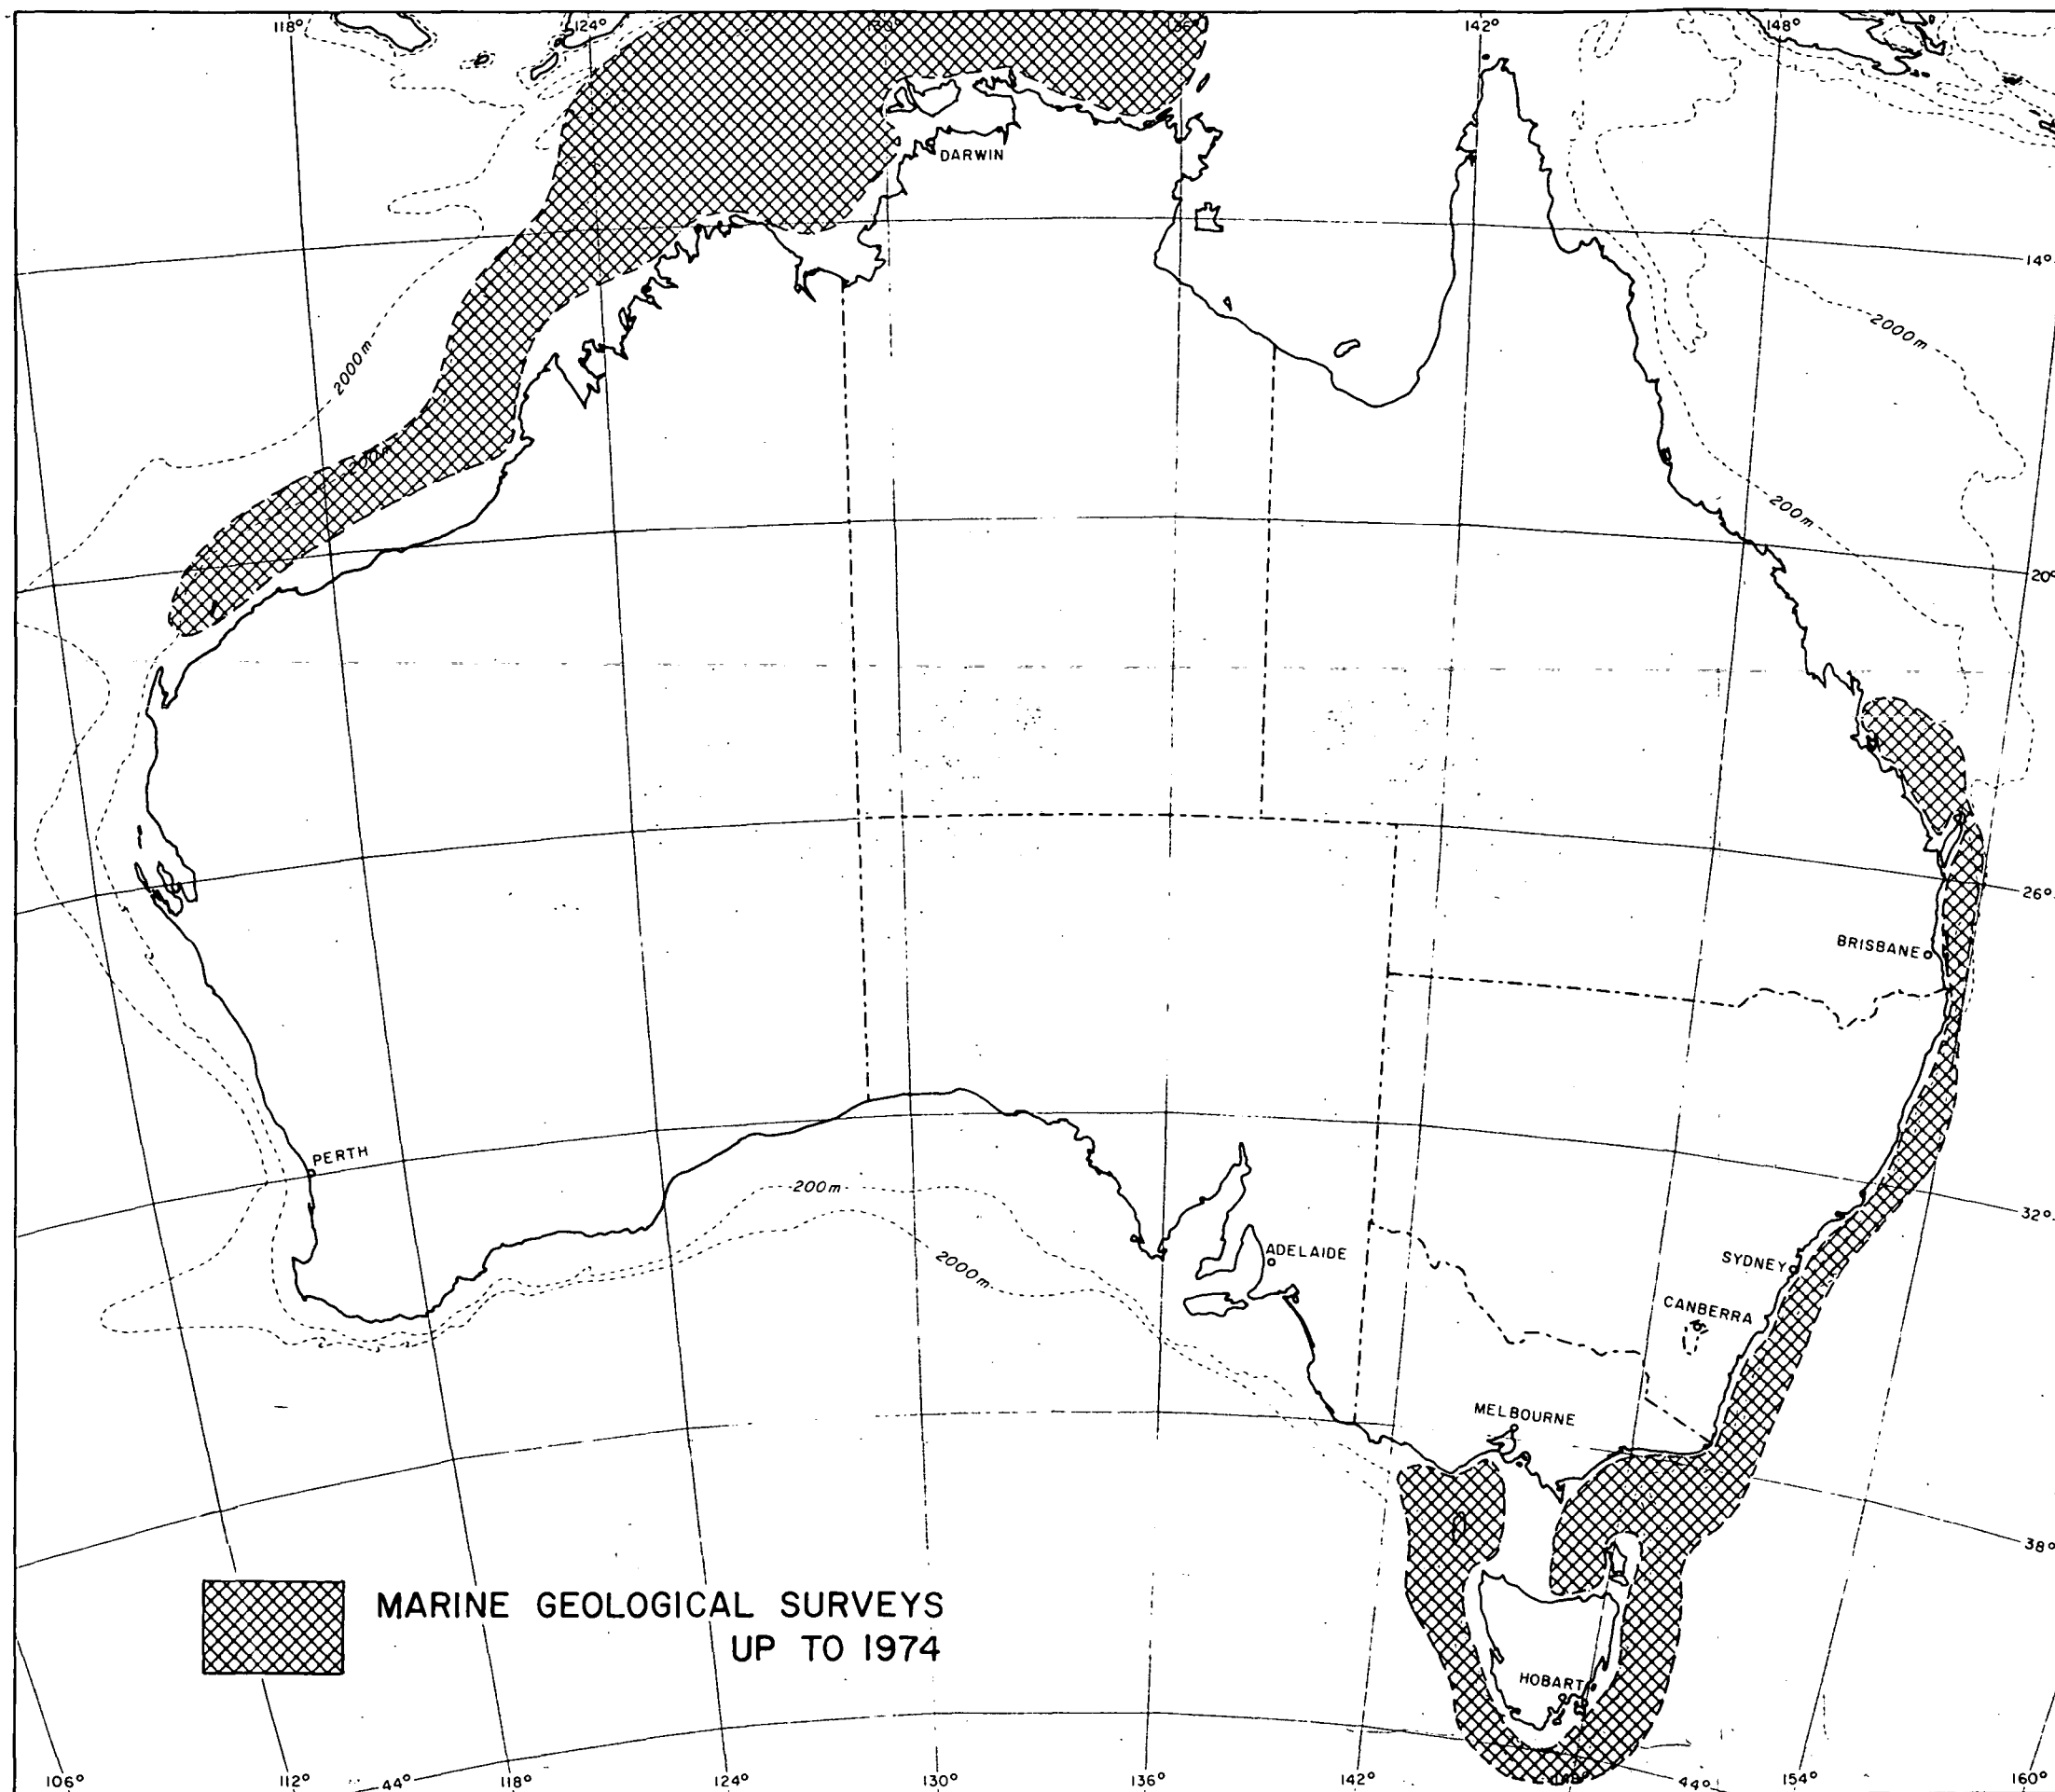 118°
124°
130°
136°
142°
148°
DARWIN
14°
2000m
2000m
200m
200m
20°
26°
BRISBANE
PERTH
200m
32°
2000m
ADELAIDE
SYDNEY
CANBERRA
MELBOURNE
38°
MARINE GEOLOGICAL SURVEYS
UP TO 1974
HOBART
106°
112°
44°
118°
124°
130°
136°
142°
148°
44°
154°
160°